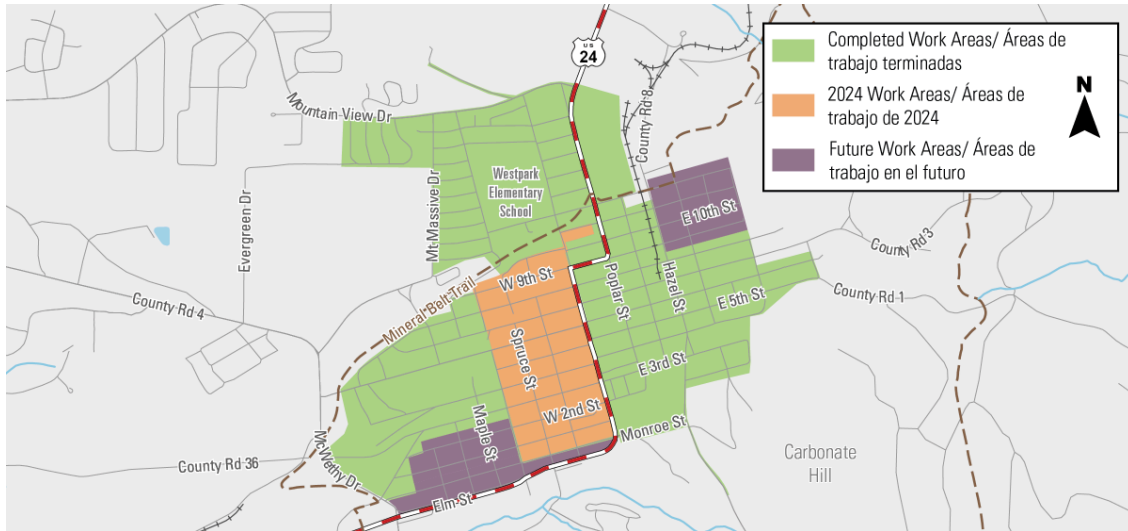 Completed Work Areas/ Áreas de
trabajo terminadas
2024 Work Areas/ Áreas de
trabajo de 2024
Future Work Areas/ Áreas de
trabajo en el futuro
N
US
24
County Rd 8
Mountain View Dr
Westpark
Elementary
School
Mt Massive Dr
Evergreen Dr
E 10th St
County Rd 3
W 9th St
Poplar St
Hazel St
E 5th St
County Rd 1
Mineral Belt Trail
County Rd 4
Spruce St
E 3rd St
W 2nd St
Maple St
Monroe St
McWethy Dr
County Rd 36
Elm St
Carbonate
Hill